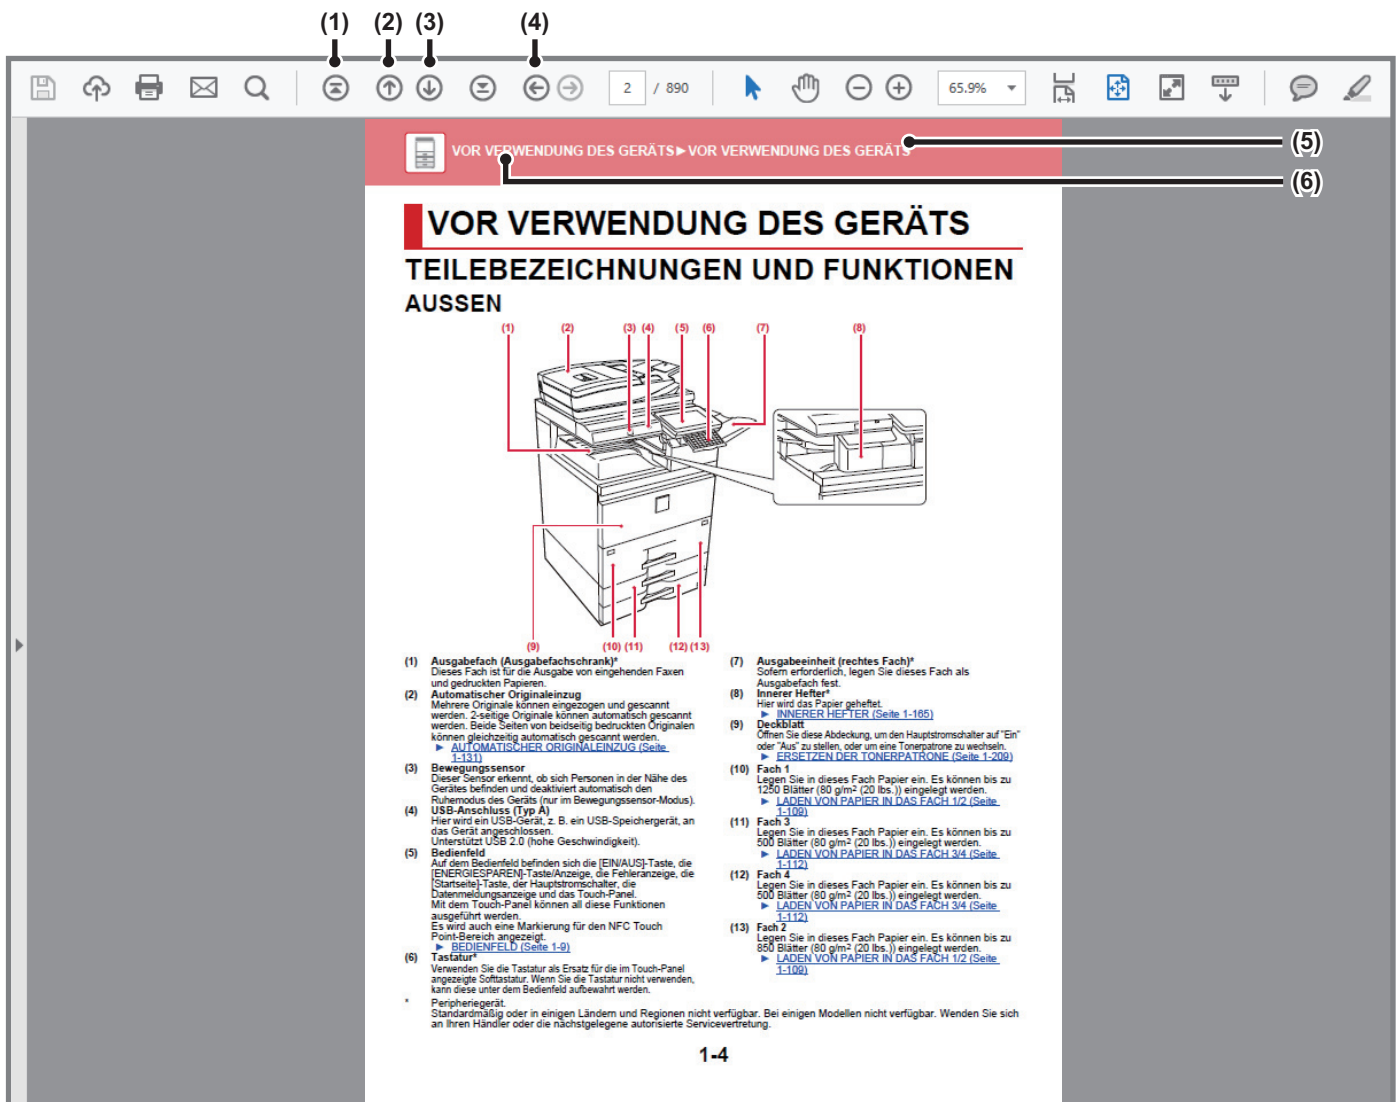 (1) (2) (3) (4)
2 / 890 65.9%
VOR VERWENDUNG DES GERÄTS►VOR VERWENDUNG DES GERÄTS
(5)
(6)
VOR VERWENDUNG DES GERÄTS
TEILEBEZEICHNUNGEN UND FUNKTIONEN
AUSSEN
(1) (2) (3) (4) (5) (6) (7) (8)
(9) (10) (11) (12) (13)
(1) Ausgabefach (Ausgabefachschrank)*
Dieses Fach ist für die Ausgabe von eingehenden Faxen
und gedruckten Papieren.
(2) Automatischer Originaleinzug
Mehrere Originale können eingezogen und gescannt
werden. 2-seitige Originale können automatisch gescannt
werden. Beide Seiten von beidseitig bedruckten Originalen
können gleichzeitig automatisch gescannt werden.
► AUTOMATISCHER ORIGINALEINZUG (Seite
1-131)
(3) Bewegungssensor
Dieser Sensor erkennt, ob sich Personen in der Nähe des
Gerätes befinden und deaktiviert automatisch den
Ruhemodus des Geräts (nur im Bewegungssensor-Modus).
(4) USB-Anschluss (Typ A)
Hier wird ein USB-Gerät, z. B. ein USB-Speichergerät, an
das Gerät angeschlossen.
Unterstützt USB 2.0 (hohe Geschwindigkeit).
(5) Bedienfeld
Auf dem Bedienfeld befinden sich die [EIN/AUS]-Taste, die
[ENERGIESPAREN]-Taste/Anzeige, die Fehleranzeige, die
[Startseite]-Taste, der Hauptstromschalter, die
Datenmeldungsanzeige und das Touch-Panel.
Mit dem Touch-Panel können all diese Funktionen
ausgeführt werden.
Es wird auch eine Markierung für den NFC Touch
Point-Bereich angezeigt.
► BEDIENFELD (Seite 1-9)
(6) Tastatur*
Verwenden Sie die Tastatur als Ersatz für die im Touch-Panel
angezeigte Softtastatur. Wenn Sie die Tastatur nicht verwenden,
kann diese unter dem Bedienfeld aufbewahrt werden.
(7) Ausgabeeinheit (rechtes Fach)*
Sofern erforderlich, legen Sie dieses Fach als
Ausgabefach fest.
(8) Innerer Hefter*
Hier wird das Papier geheftet.
► INNERER HEFTER (Seite 1-165)
(9) Deckblatt
Öffnen Sie diese Abdeckung, um den Hauptstromschalter auf "Ein"
oder "Aus" zu stellen, oder um eine Tonerpatrone zu wechseln.
► ERSETZEN DER TONERPATRONE (Seite 1-209)
(10) Fach 1
Legen Sie in dieses Fach Papier ein. Es können bis zu
1250 Blätter (80 g/m² (20 lbs.)) eingelegt werden.
► LADEN VON PAPIER IN DAS FACH 1/2 (Seite
1-109)
(11) Fach 3
Legen Sie in dieses Fach Papier ein. Es können bis zu
500 Blätter (80 g/m² (20 lbs.)) eingelegt werden.
► LADEN VON PAPIER IN DAS FACH 3/4 (Seite
1-112)
(12) Fach 4
Legen Sie in dieses Fach Papier ein. Es können bis zu
500 Blätter (80 g/m² (20 lbs.)) eingelegt werden.
► LADEN VON PAPIER IN DAS FACH 3/4 (Seite
1-112)
(13) Fach 2
Legen Sie in dieses Fach Papier ein. Es können bis zu
850 Blätter (80 g/m² (20 lbs.)) eingelegt werden.
► LADEN VON PAPIER IN DAS FACH 1/2 (Seite
1-109)
* Peripheriegerät.
Standardmäßig oder in einigen Ländern und Regionen nicht verfügbar. Bei einigen Modellen nicht verfügbar. Wenden Sie sich
an Ihren Händler oder die nächstgelegene autorisierte Servicevertretung.
1-4